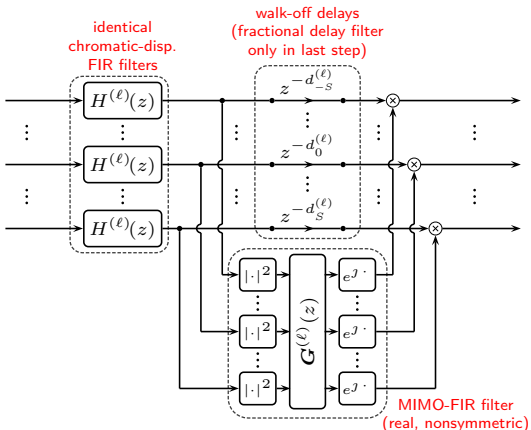 identical
chromatic-disp.
FIR filters
walk-off delays
(fractional delay filter
only in last step)
H^{(ℓ)}(z)
z^{-d_{-S}^{(ℓ)}}
H^{(ℓ)}(z)
z^{-d_0^{(ℓ)}}
H^{(ℓ)}(z)
z^{-d_S^{(ℓ)}}
|·|^2
e^{ȷ·}
|·|^2
G^{(ℓ)}(z)
e^{ȷ·}
|·|^2
e^{ȷ·}
MIMO-FIR filter
(real, nonsymmetric)